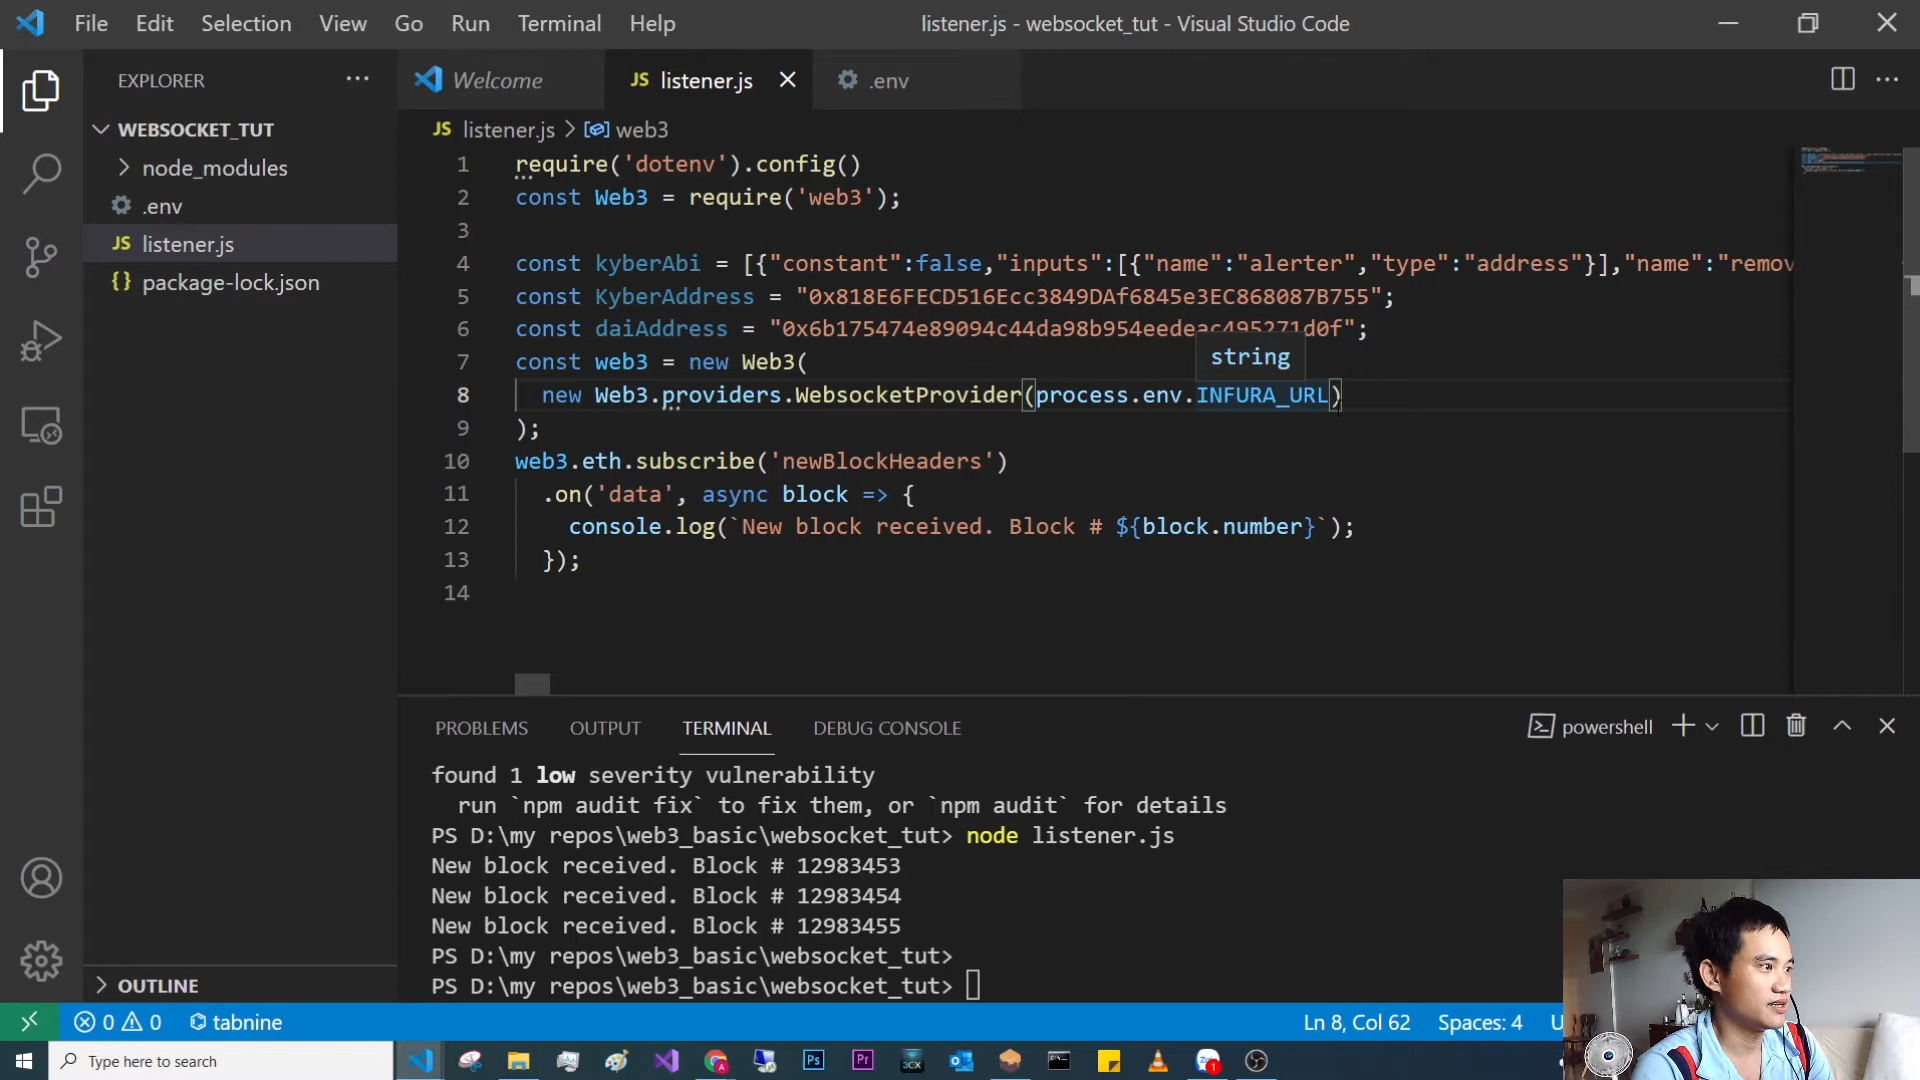 File Edit Selection View Go Run Terminal Help
listener.js - websocket_tut - Visual Studio Code
EXPLORER
WEBSOCKET_TUT
node_modules
.env
listener.js
package-lock.json
OUTLINE
Welcome
JS listener.js
.env
JS listener.js > web3
1 require('dotenv').config()
2 const Web3 = require('web3');
3
4 const kyberAbi = [{"constant":false,"inputs":[{"name":"alerter","type":"address"}],"name":"remov
5 const KyberAddress = "0x818E6FECD516Ecc3849DAf6845e3EC868087B755";
6 const daiAddress = "0x6b175474e89094c44da98b954eedeac495271d0f";
7 const web3 = new Web3(
string
8 new Web3.providers.WebsocketProvider(process.env.INFURA_URL)
9 );
10 web3.eth.subscribe('newBlockHeaders')
11 .on('data', async block => {
12 console.log(`New block received. Block # ${block.number}`);
13 });
14
PROBLEMS OUTPUT TERMINAL DEBUG CONSOLE
powershell
found 1 low severity vulnerability
run `npm audit fix` to fix them, or `npm audit` for details
PS D:\my repos\web3_basic\websocket_tut> node listener.js
New block received. Block # 12983453
New block received. Block # 12983454
New block received. Block # 12983455
PS D:\my repos\web3_basic\websocket_tut>
PS D:\my repos\web3_basic\websocket_tut>
0 0 tabnine
Ln 8, Col 62 Spaces: 4 U
Type here to search
Ps Pr 3CX